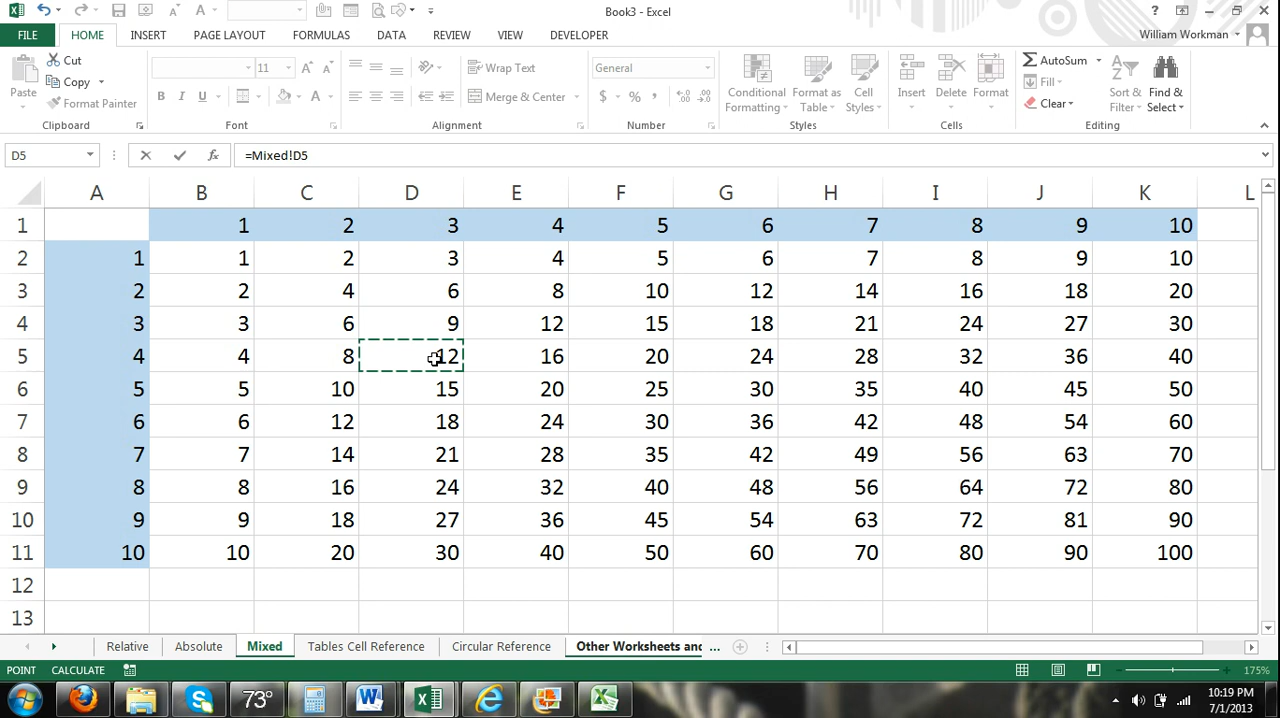 Book3 - Excel
?
FILE
HOME
INSERT
PAGE LAYOUT
FORMULAS
DATA
REVIEW
VIEW
DEVELOPER
William Workman
Paste
Cut
Copy
Format Painter
Clipboard
11
B I U
Font
Wrap Text
Merge & Center
Alignment
General
$ % ,
Number
Conditional
Formatting
Format as
Table
Cell
Styles
Styles
Insert
Delete
Format
Cells
AutoSum
Fill
Clear
Sort &
Filter
Find &
Select
Editing
D5
=Mixed!D5
A B C D E F G H I J K L
1 1 2 3 4 5 6 7 8 9 10
2 1 1 2 3 4 5 6 7 8 9 10
3 2 2 4 6 8 10 12 14 16 18 20
4 3 3 6 9 12 15 18 21 24 27 30
5 4 4 8 12 16 20 24 28 32 36 40
6 5 5 10 15 20 25 30 35 40 45 50
7 6 6 12 18 24 30 36 42 48 54 60
8 7 7 14 21 28 35 42 49 56 63 70
9 8 8 16 24 32 40 48 56 64 72 80
10 9 9 18 27 36 45 54 63 72 81 90
11 10 10 20 30 40 50 60 70 80 90 100
12
13
Relative
Absolute
Mixed
Tables Cell Reference
Circular Reference
Other Worksheets and ...
POINT
CALCULATE
175%
73°
10:19 PM
7/1/2013